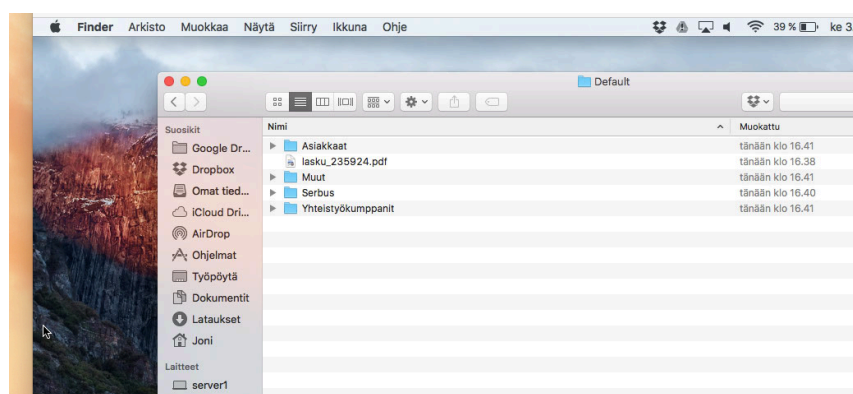 Finder Arkisto Muokkaa Näytä Siirry Ikkuna Ohje 39 % ke 3
Default
Suosikit
Google Dr...
Dropbox
Omat tied...
iCloud Dri...
AirDrop
Ohjelmat
Työpöytä
Dokumentit
Lataukset
Joni
Laitteet
server1
Nimi Muokattu
Asiakkaat tänään klo 16.41
lasku_235924.pdf tänään klo 16.38
Muut tänään klo 16.41
Serbus tänään klo 16.40
Yhteistyökumppanit tänään klo 16.41